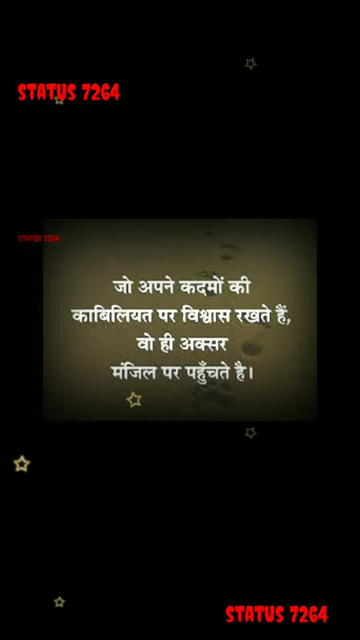 STATUS 7264
STATUS 7264
जो अपने कदमों की
काबिलियत पर विश्वास रखते हैं,
वो ही अक्सर
मंजिल पर पहुँचते है।
STATUS 7264